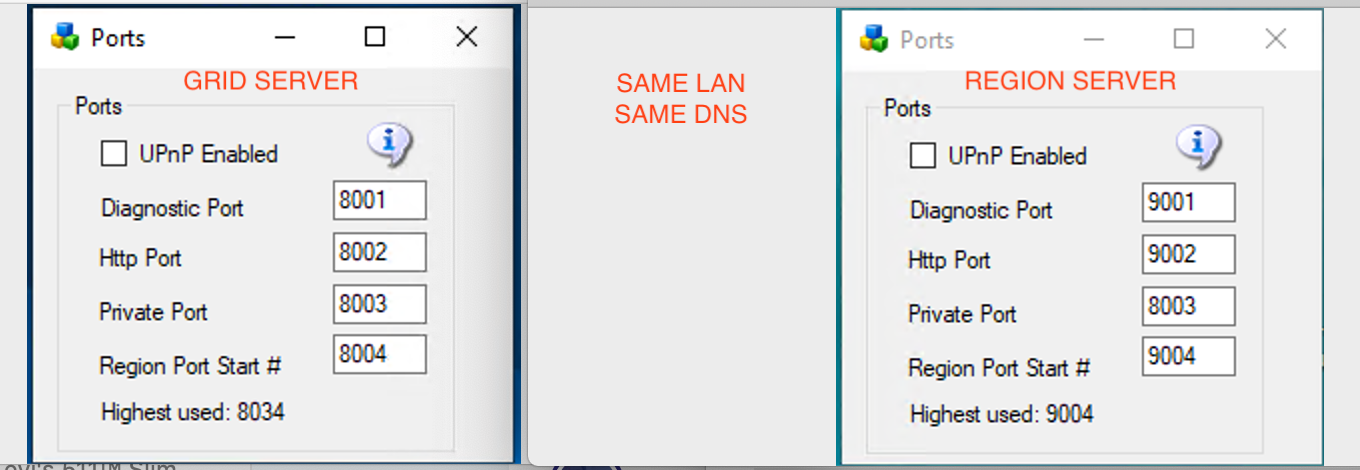 Ports
GRID SERVER
Ports
UPnP Enabled
Diagnostic Port 8001
Http Port 8002
Private Port 8003
Region Port Start # 8004
Highest used: 8034
SAME LAN
SAME DNS
Ports
REGION SERVER
Ports
UPnP Enabled
Diagnostic Port 9001
Http Port 9002
Private Port 8003
Region Port Start # 9004
Highest used: 9004